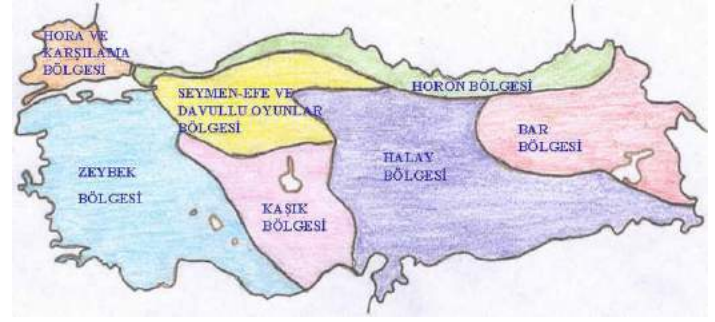 HORA VE
KARŞILAMA
BÖLGESİ
SEYMEN-EFE VE
DAVULLU OYUNLAR
BÖLGESİ
HORON BÖLGESİ
BAR
BÖLGESİ
HALAY
BÖLGESİ
ZEYBEK
BÖLGESİ
KAŞIK
BÖLGESİ